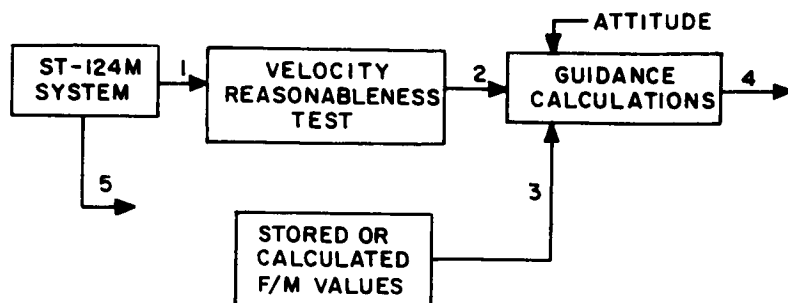 ATTITUDE
ST-124M
SYSTEM
1
VELOCITY
REASONABLENESS
TEST
2
GUIDANCE
CALCULATIONS
4
5
3
STORED OR
CALCULATED
F/M VALUES